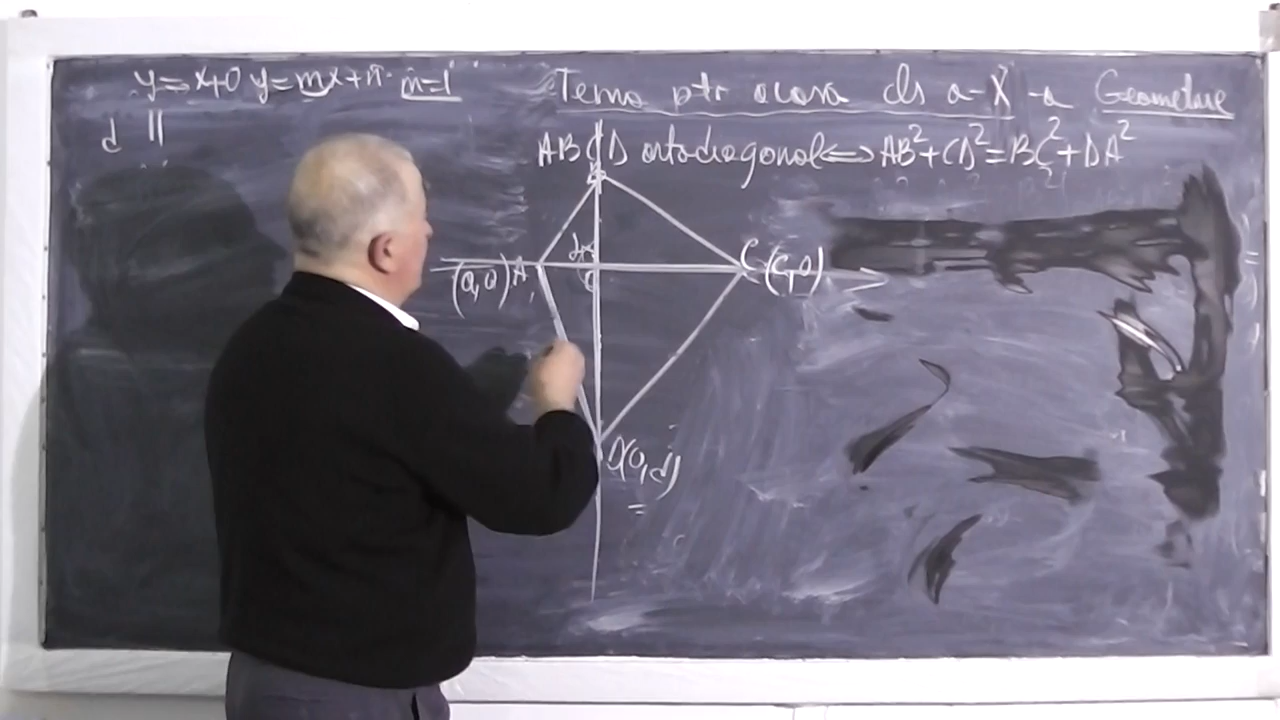 y=x+0 y=mx+n m=1
d ||
Tema ptr acasa cls a-X-a Geometrie
ABCD ortodiagonal⟺AB²+CD²=BC²+DA²
B
(a,0) A
C (c,0)
O
D(0,d)